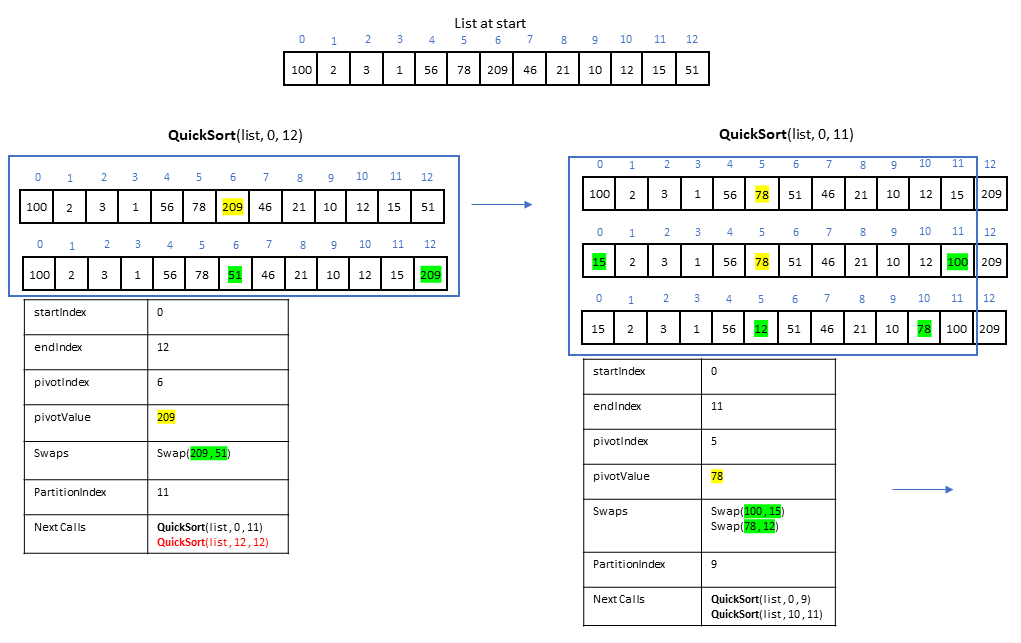 List at start
0 1 2 3 4 5 6 7 8 9 10 11 12
100 2 3 1 56 78 209 46 21 10 12 15 51
QuickSort(list, 0, 12)
0 1 2 3 4 5 6 7 8 9 10 11 12
100 2 3 1 56 78 209 46 21 10 12 15 51
0 1 2 3 4 5 6 7 8 9 10 11 12
100 2 3 1 56 78 51 46 21 10 12 15 209
startIndex 0
endIndex 12
pivotIndex 6
pivotValue 209
Swaps Swap(209, 51)
PartitionIndex 11
Next Calls QuickSort(list, 0, 11)
QuickSort(list, 12, 12)
QuickSort(list, 0, 11)
0 1 2 3 4 5 6 7 8 9 10 11 12
100 2 3 1 56 78 51 46 21 10 12 15 209
0 1 2 3 4 5 6 7 8 9 10 11 12
15 2 3 1 56 78 51 46 21 10 12 100 209
0 1 2 3 4 5 6 7 8 9 10 11 12
15 2 3 1 56 12 51 46 21 10 78 100 209
startIndex 0
endIndex 11
pivotIndex 5
pivotValue 78
Swaps Swap(100, 15)
Swap(78, 12)
PartitionIndex 9
Next Calls QuickSort(list, 0, 9)
QuickSort(list, 10, 11)